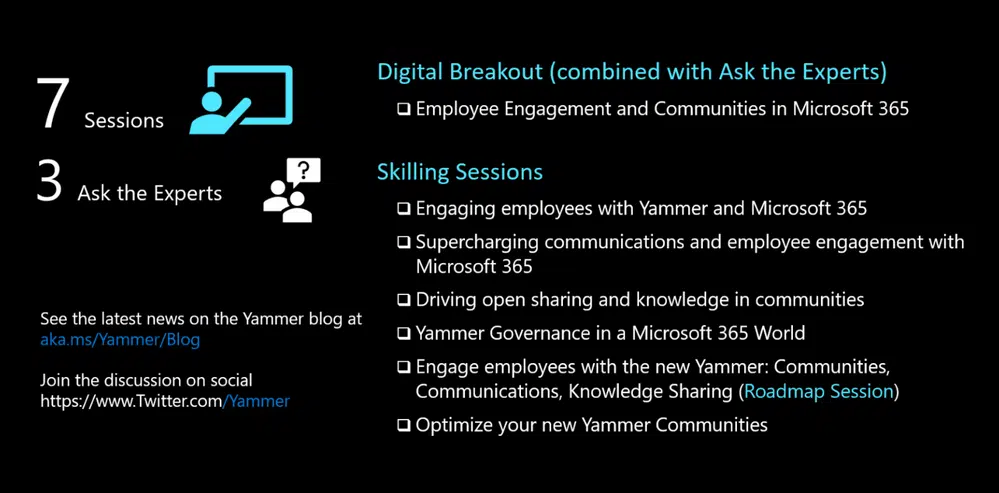 7 Sessions
3 Ask the Experts
?
See the latest news on the Yammer blog at
aka.ms/Yammer/Blog
Join the discussion on social
https://www.Twitter.com/Yammer
Digital Breakout (combined with Ask the Experts)
❑ Employee Engagement and Communities in Microsoft 365
Skilling Sessions
❑ Engaging employees with Yammer and Microsoft 365
❑ Supercharging communications and employee engagement with
Microsoft 365
❑ Driving open sharing and knowledge in communities
❑ Yammer Governance in a Microsoft 365 World
❑ Engage employees with the new Yammer: Communities,
Communications, Knowledge Sharing (Roadmap Session)
❑ Optimize your new Yammer Communities